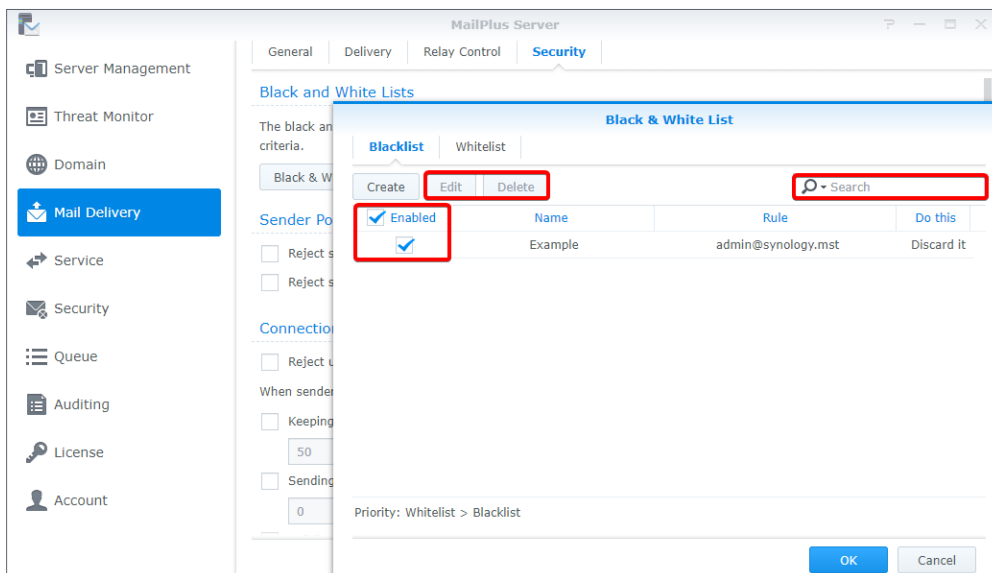 MailPlus Server
Server Management
Threat Monitor
Domain
Mail Delivery
Service
Security
Queue
Auditing
License
Account
General Delivery Relay Control Security
Black and White Lists
The black an
criteria.
Black & W
Sender Po
Reject s
Reject s
Connection
Reject u
When sender
Keeping
50
Sending
0
Black & White List
Blacklist Whitelist
Create Edit Delete Search
Enabled Name Rule Do this
Example admin@synology.mst Discard it
Priority: Whitelist > Blacklist
OK Cancel